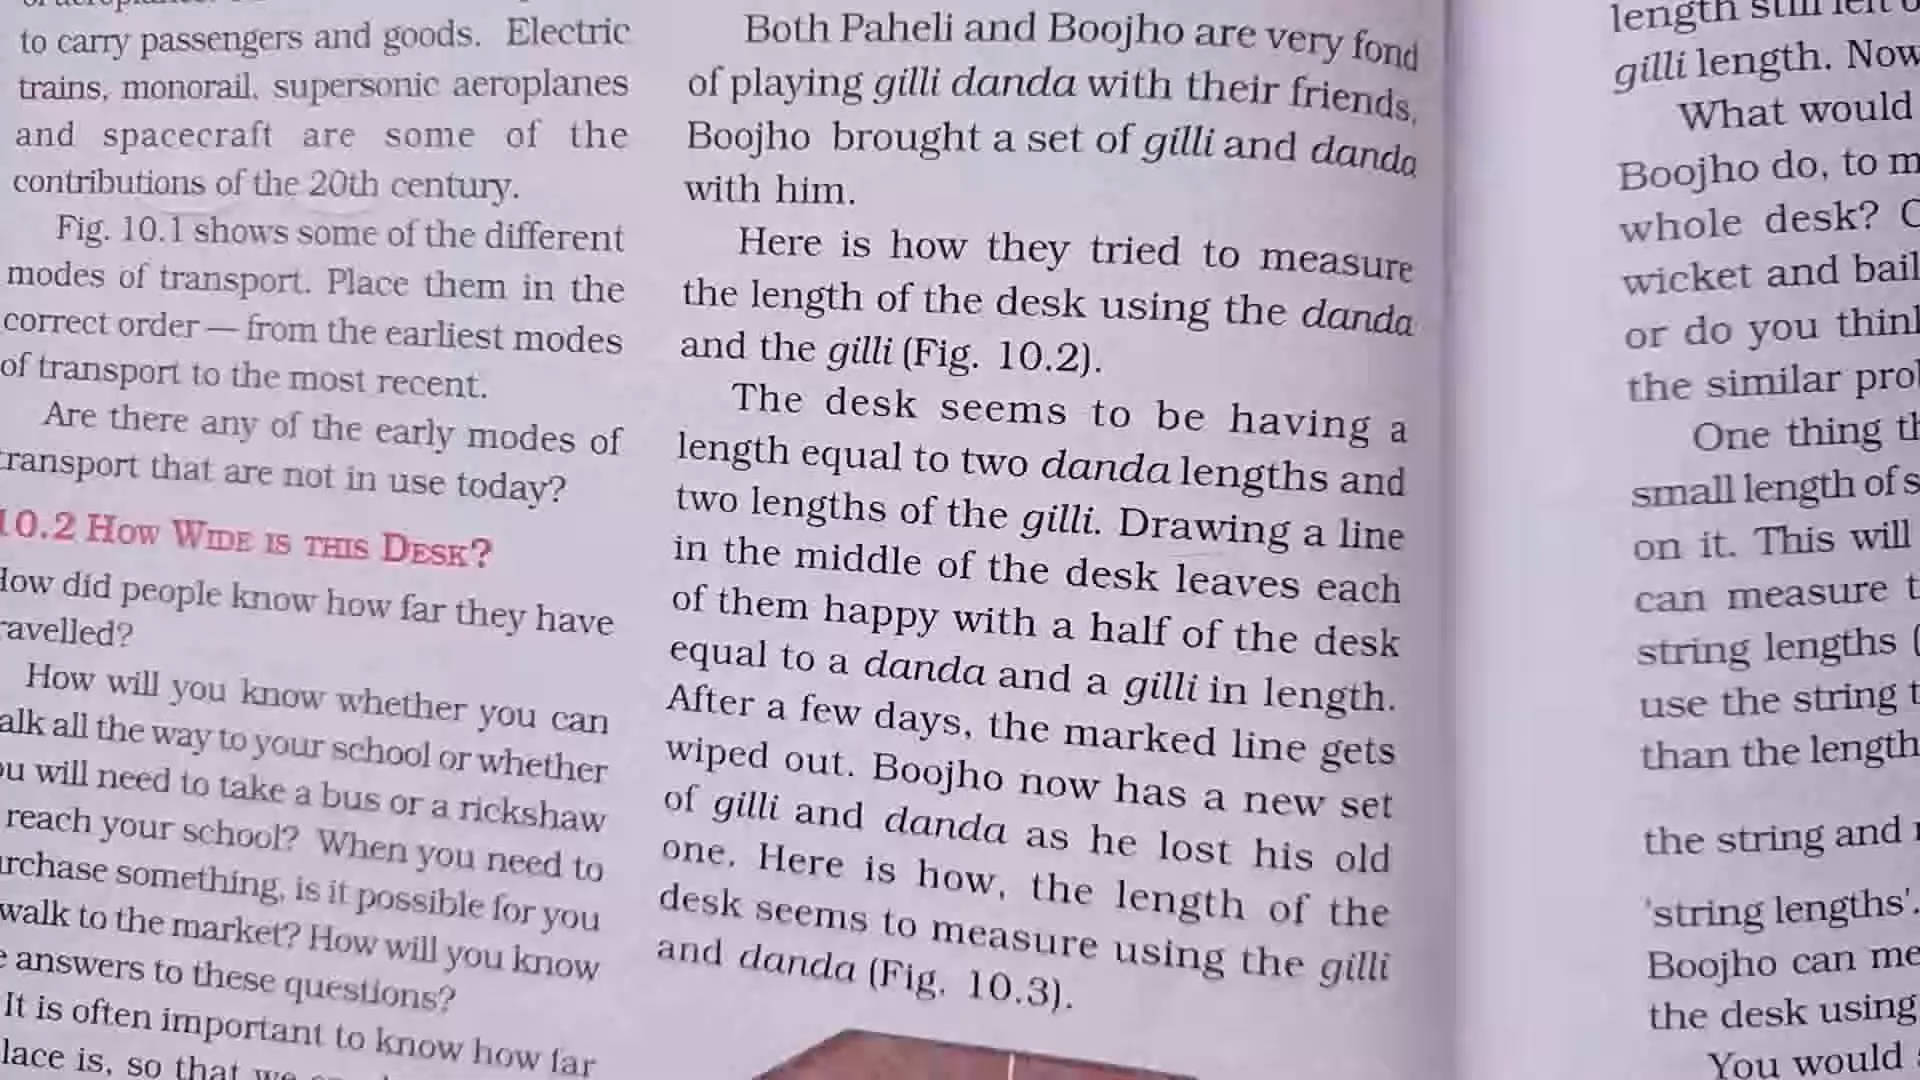 to carry passengers and goods. Electric
trains, monorail, supersonic aeroplanes
and spacecraft are some of the
contributions of the 20th century.
Fig. 10.1 shows some of the different
modes of transport. Place them in the
correct order — from the earliest modes
of transport to the most recent.
Are there any of the early modes of
transport that are not in use today?
10.2 HOW WIDE IS THIS DESK?
How did people know how far they have
ravelled?
How will you know whether you can
alk all the way to your school or whether
ou will need to take a bus or a rickshaw
reach your school? When you need to
urchase something, is it possible for you
walk to the market? How will you know
e answers to these questions?
It is often important to know how far
lace is, so that we
Both Paheli and Boojho are very fond
of playing gilli danda with their friends.
Boojho brought a set of gilli and danda
with him.
Here is how they tried to measure
the length of the desk using the danda
and the gilli (Fig. 10.2).
The desk seems to be having a
length equal to two danda lengths and
two lengths of the gilli. Drawing a line
in the middle of the desk leaves each
of them happy with a half of the desk
equal to a danda and a gilli in length.
After a few days, the marked line gets
wiped out. Boojho now has a new set
of gilli and danda as he lost his old
one. Here is how, the length of the
desk seems to measure using the gilli
and danda (Fig. 10.3).
length still left
gilli length. Now
What would
Boojho do, to m
whole desk? C
wicket and bail
or do you think
the similar pro
One thing th
small length of s
on it. This will
can measure t
string lengths (
use the string t
than the length
the string and
'string lengths'.
Boojho can me
the desk using
You would